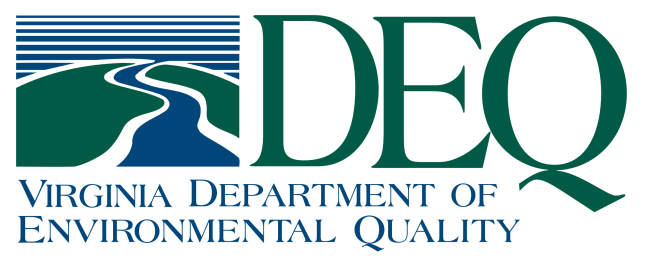 DEQ
VIRGINIA DEPARTMENT OF
ENVIRONMENTAL QUALITY